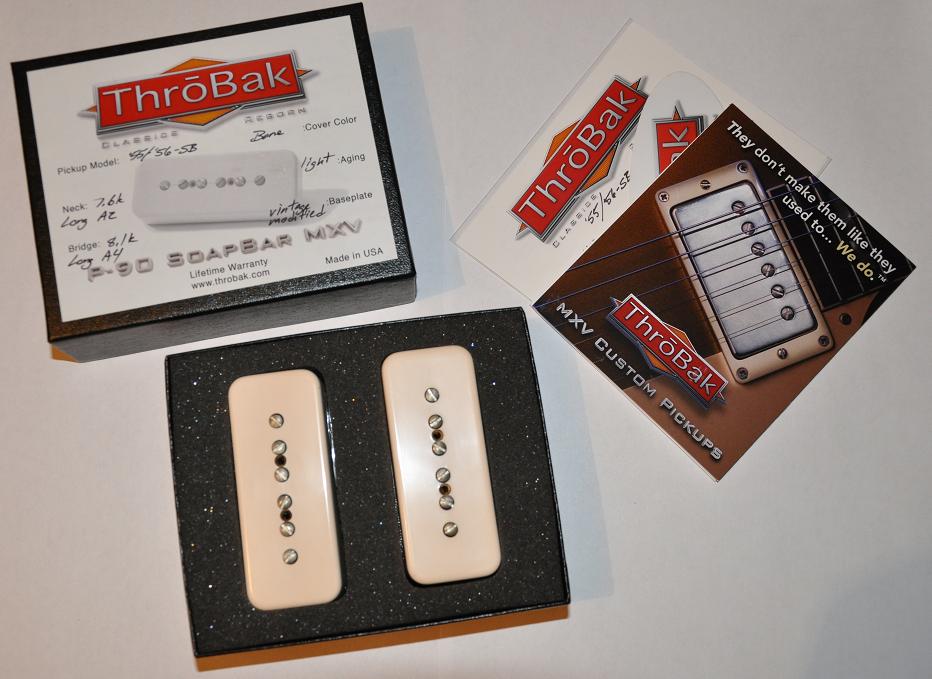 ThrōBak
CLASSICS REBORN
Bone :Cover Color
Pickup Model: 55/56-SB
light :Aging
Neck: 7.6k
Long A2
vintage modified :Baseplate
Bridge: 8.1k
Long A4
P-90 SOAPBAR MXV
Lifetime Warranty
www.throbak.com
Made in USA
ThrōBak
CLASSICS
'55/'56-SB
Bak
They don't make them like they
used to... We do.™
ThrōBak
MXV CUSTOM PICKUPS